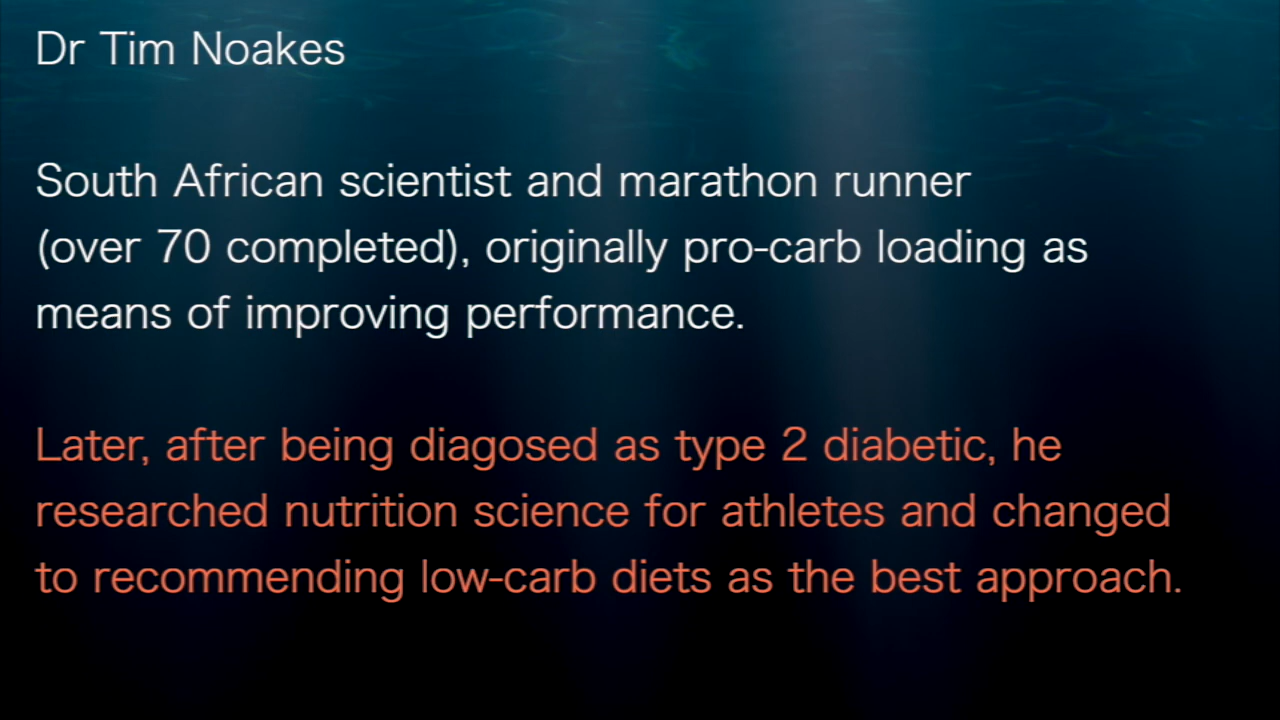 Dr Tim Noakes
South African scientist and marathon runner
(over 70 completed), originally pro-carb loading as
means of improving performance.
Later, after being diagosed as type 2 diabetic, he
researched nutrition science for athletes and changed
to recommending low-carb diets as the best approach.